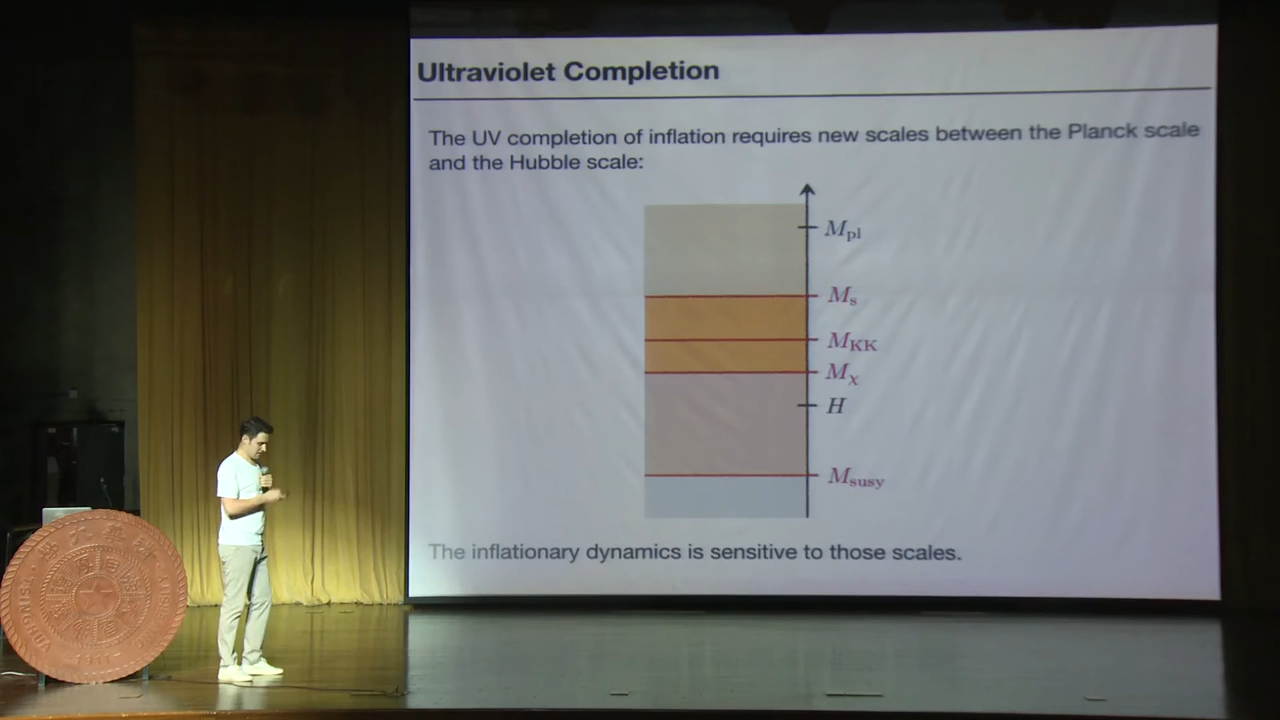 Ultraviolet Completion
The UV completion of inflation requires new scales between the Planck scale
and the Hubble scale:
M_pl
M_s
M_KK
M_χ
H
M_susy
The inflationary dynamics is sensitive to those scales.
1911